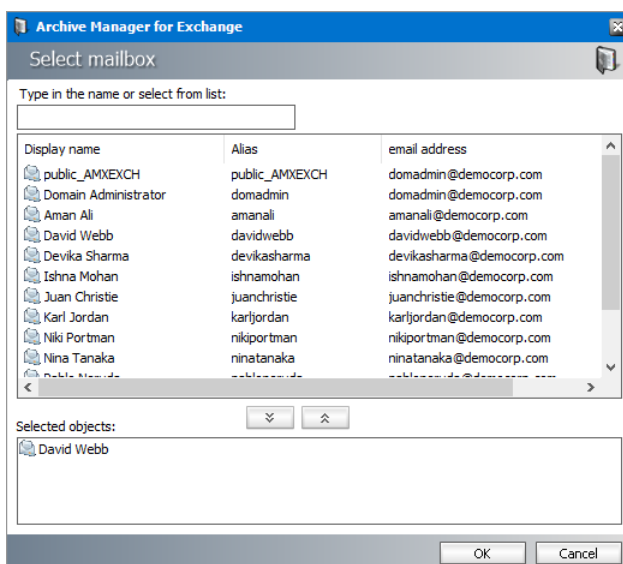 Archive Manager for Exchange
Select mailbox
Type in the name or select from list:
Display name Alias email address
public_AMXEXCH public_AMXEXCH domadmin@democorp.com
Domain Administrator domadmin domadmin@democorp.com
Aman Ali amanali amanali@democorp.com
David Webb davidwebb davidwebb@democorp.com
Devika Sharma devikasharma devikasharma@democorp.com
Ishna Mohan ishnamohan ishnamohan@democorp.com
Juan Christie juanchristie juanchristie@democorp.com
Karl Jordan karljordan karljordan@democorp.com
Niki Portman nikiportman nikiportman@democorp.com
Nina Tanaka ninatanaka ninatanaka@democorp.com
Selected objects:
David Webb
OK Cancel